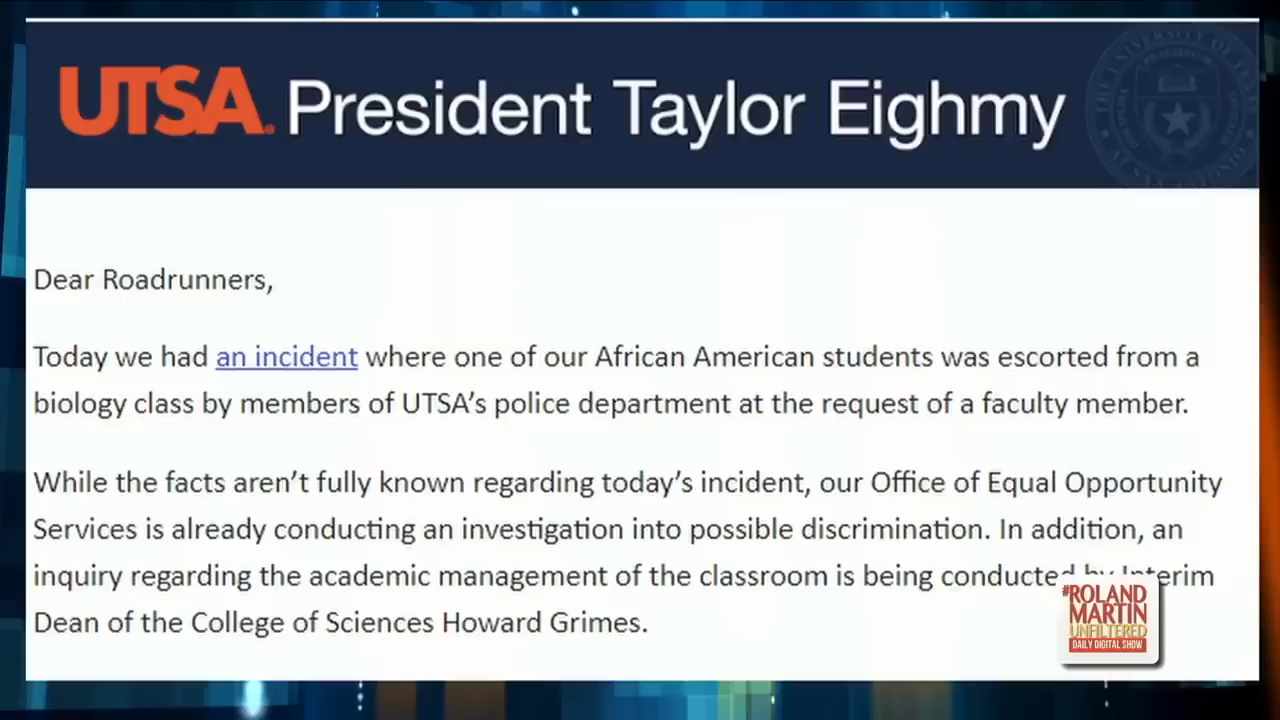 UTSA. President Taylor Eighmy
Dear Roadrunners,
Today we had an incident where one of our African American students was escorted from a
biology class by members of UTSA's police department at the request of a faculty member.
While the facts aren't fully known regarding today's incident, our Office of Equal Opportunity
Services is already conducting an investigation into possible discrimination. In addition, an
inquiry regarding the academic management of the classroom is being conducted by Interim
Dean of the College of Sciences Howard Grimes.
#ROLAND
MARTIN
UNFILTERED
DAILY DIGITAL SHOW